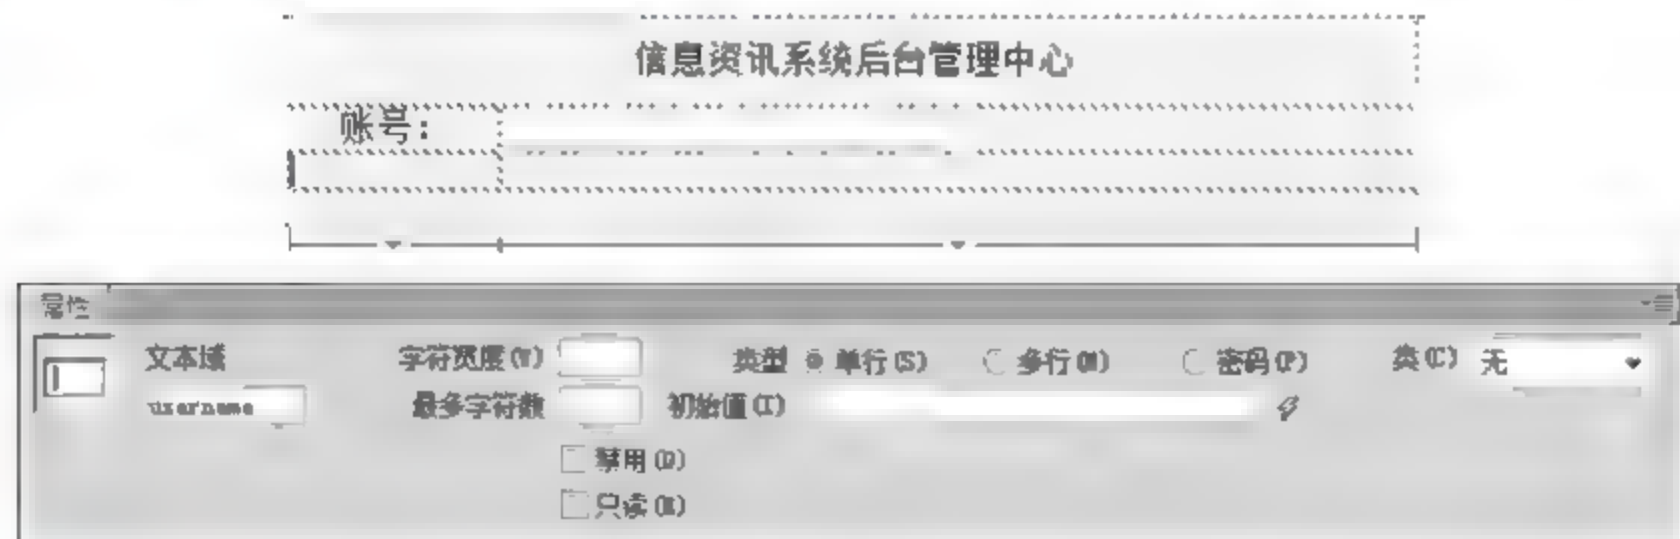 信息资讯系统后台管理中心
账号:
属性
文本域 字符宽度(W) 类型 单行(S) 多行(M) 密码(P) 类(C) 无
username 最多字符数 初始值(I)
禁用(D)
只读(R)